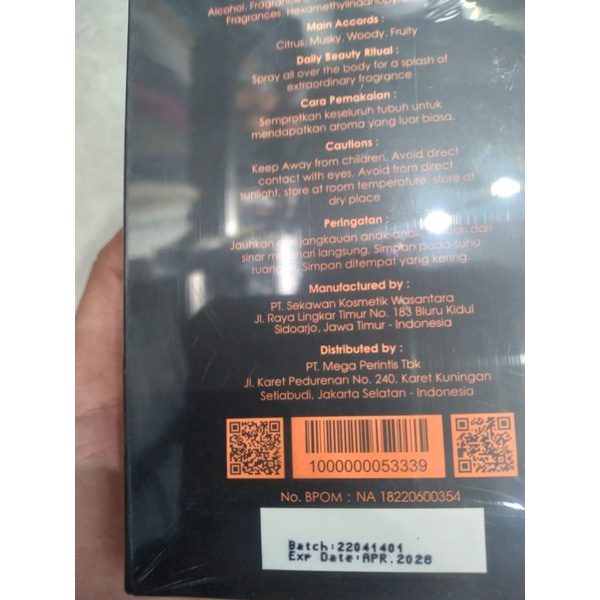 Alcohol, Fragrance
Fragrances, Hexamethylindanopyran
Main Accords :
Citrus, Musky, Woody, Fruity
Daily Beauty Ritual :
Spray all over the body for a splash of
extraordinary fragrance
Cara Pemakaian :
Semprotkan keseluruh tubuh untuk
mendapatkan aroma yang luar biasa.
Cautions :
Keep Away from children, Avoid direct
contact with eyes. Avoid from direct
sunlight, store at room temperature, store at
dry place
Peringatan :
Jauhkan dari jangkauan anak-anak, dan
sinar matahari langsung. Simpan pada suhu
ruangan. Simpan ditempat yang kering.
Manufactured by :
PT. Sekawan Kosmetik Wasantara
Jl. Raya Lingkar Timur No. 183 Bluru Kidul
Sidoarjo, Jawa Timur - Indonesia
Distributed by :
PT. Mega Perintis Tbk
Jl. Karet Pedurenan No. 240, Karet Kuningan
Setiabudi, Jakarta Selatan - Indonesia
1000000053339
No. BPOM : NA 18220600354
Batch:22041401
Exp Date:APR.2026